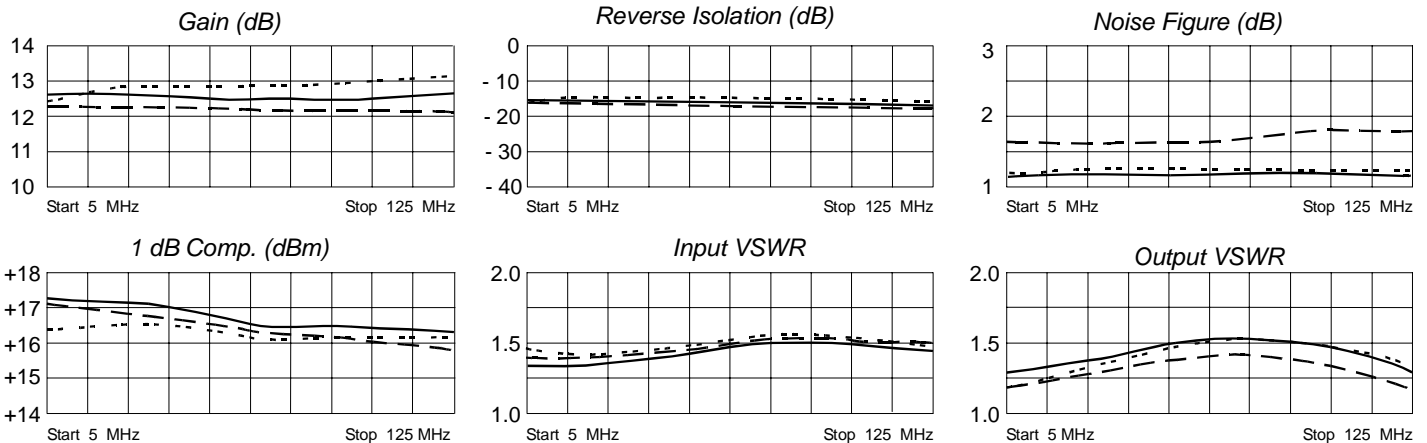 Gain (dB)
14
13
12
11
10
Start 5 MHz
Stop 125 MHz
Reverse Isolation (dB)
0
- 10
- 20
- 30
- 40
Start 5 MHz
Stop 125 MHz
Noise Figure (dB)
3
2
1
Start 5 MHz
Stop 125 MHz
1 dB Comp. (dBm)
+18
+17
+16
+15
+14
Start 5 MHz
Stop 125 MHz
Input VSWR
2.0
1.5
1.0
Start 5 MHz
Stop 125 MHz
Output VSWR
2.0
1.5
1.0
Start 5 MHz
Stop 125 MHz